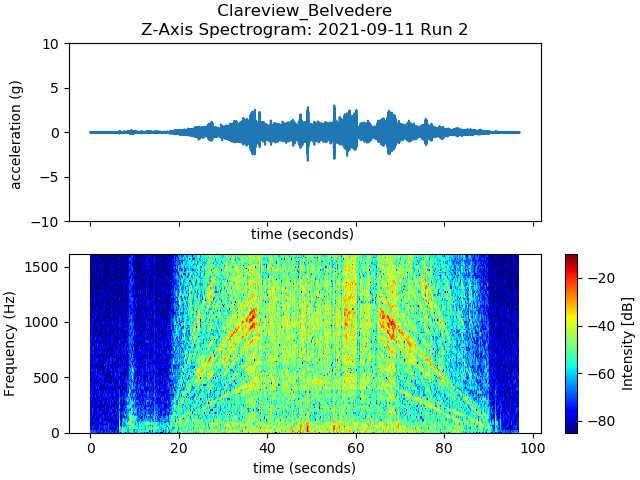 Clareview_Belvedere
Z-Axis Spectrogram: 2021-09-11 Run 2
10
5
0
−5
−10
acceleration (g)
time (seconds)
1500
1000
500
0
Frequency (Hz)
0 20 40 60 80 100
time (seconds)
−20
−40
−60
−80
Intensity [dB]